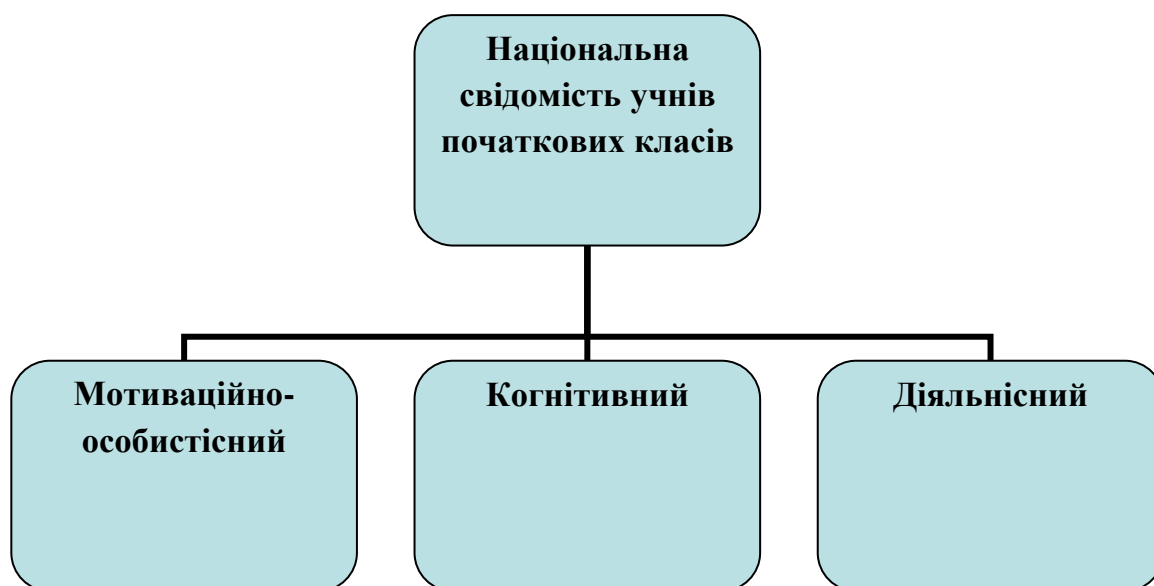 Національна
свідомість учнів
початкових класів
Мотиваційно-
особистісний
Когнітивний
Діяльнісний